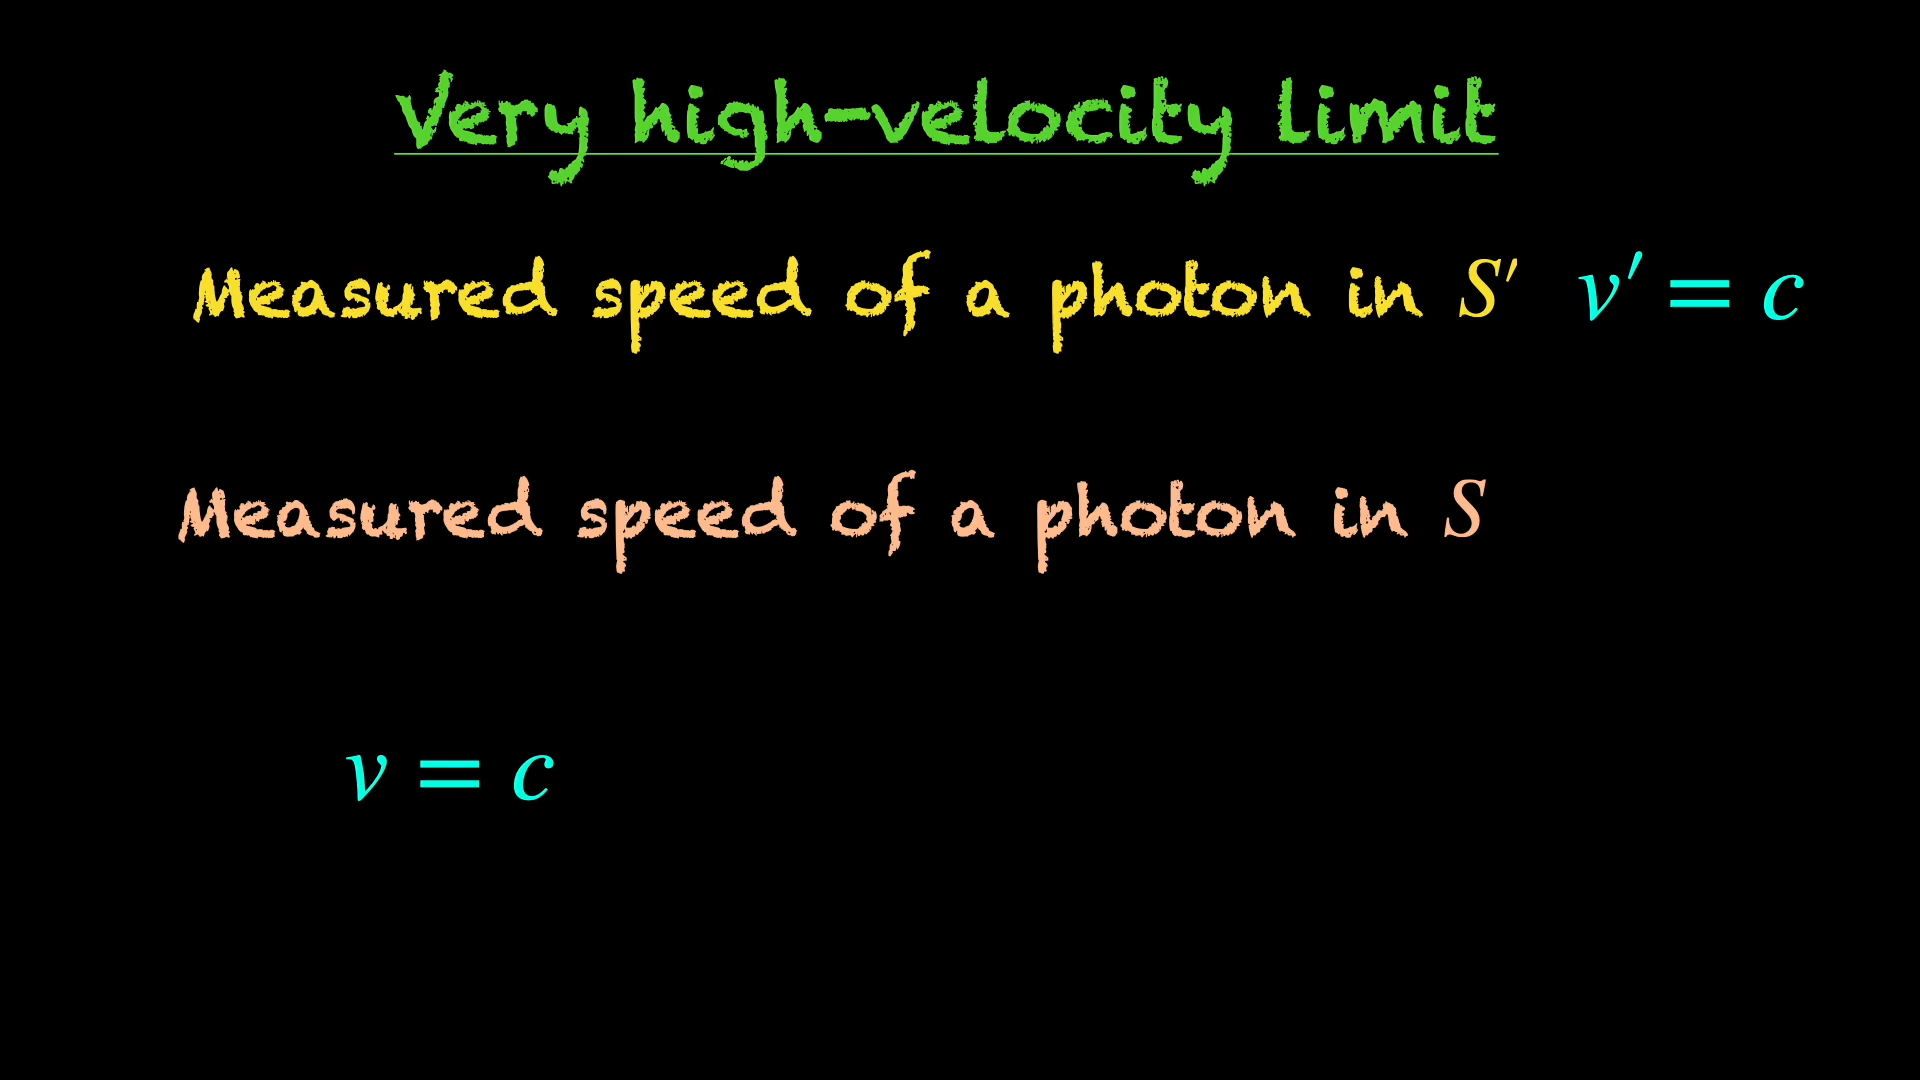 Very high-velocity limit
Measured speed of a photon in S′ v′ = c
Measured speed of a photon in S
v = c